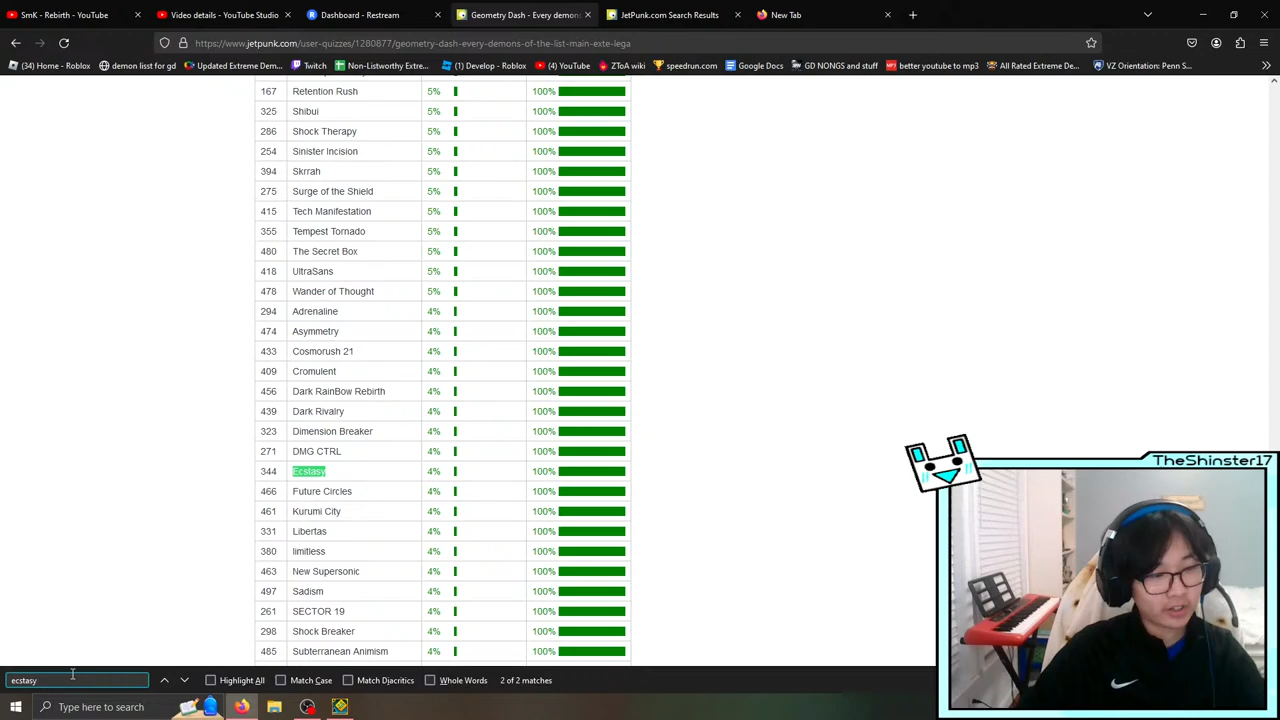 SmK - Rebirth - YouTube
Video details - YouTube Studio
Dashboard - Restream
Geometry Dash - Every demons
JetPunk.com Search Results
New Tab
https://www.jetpunk.com/user-quizzes/1280877/geometry-dash-every-demons-of-the-list-main-exte-lega
(34) Home - Roblox
demon lisst for gd
Updated Extreme Dem...
Twitch
Non-Listworthy Extre...
(1) Develop - Roblox
(4) YouTube
ZToA wiki
speedrun.com
Google Docs
GD NONGS and stuff
better youtube to mp3
All Rated Extreme De...
VZ Orientation: Penn S...
167 Retention Rush 5% 100%
325 Shibui 5% 100%
286 Shock Therapy 5% 100%
254 Sinister Incision 5% 100%
394 Skrrah 5% 100%
275 Surge of the Shield 5% 100%
415 Tech Manifestation 5% 100%
355 Tempest Tornado 5% 100%
480 The Secret Box 5% 100%
418 UltraSans 5% 100%
478 Wander of Thought 5% 100%
294 Adrenaline 4% 100%
474 Asymmetry 4% 100%
433 Cosmorush 21 4% 100%
409 Cromulent 4% 100%
456 Dark RainBow Rebirth 4% 100%
439 Dark Rivalry 4% 100%
323 Dimension Breaker 4% 100%
271 DMG CTRL 4% 100%
344 Ecstasy 4% 100%
466 Future Circles 4% 100%
461 Kurumi City 4% 100%
331 Libertas 4% 100%
380 limitless 4% 100%
463 New Supersonic 4% 100%
497 Sadism 4% 100%
261 SECTOR 19 4% 100%
298 Shock Breaker 4% 100%
485 Subterranean Animism 4% 100%
TheShinster17
ecstasy
Highlight All
Match Case
Match Diacritics
Whole Words
2 of 2 matches
Type here to search